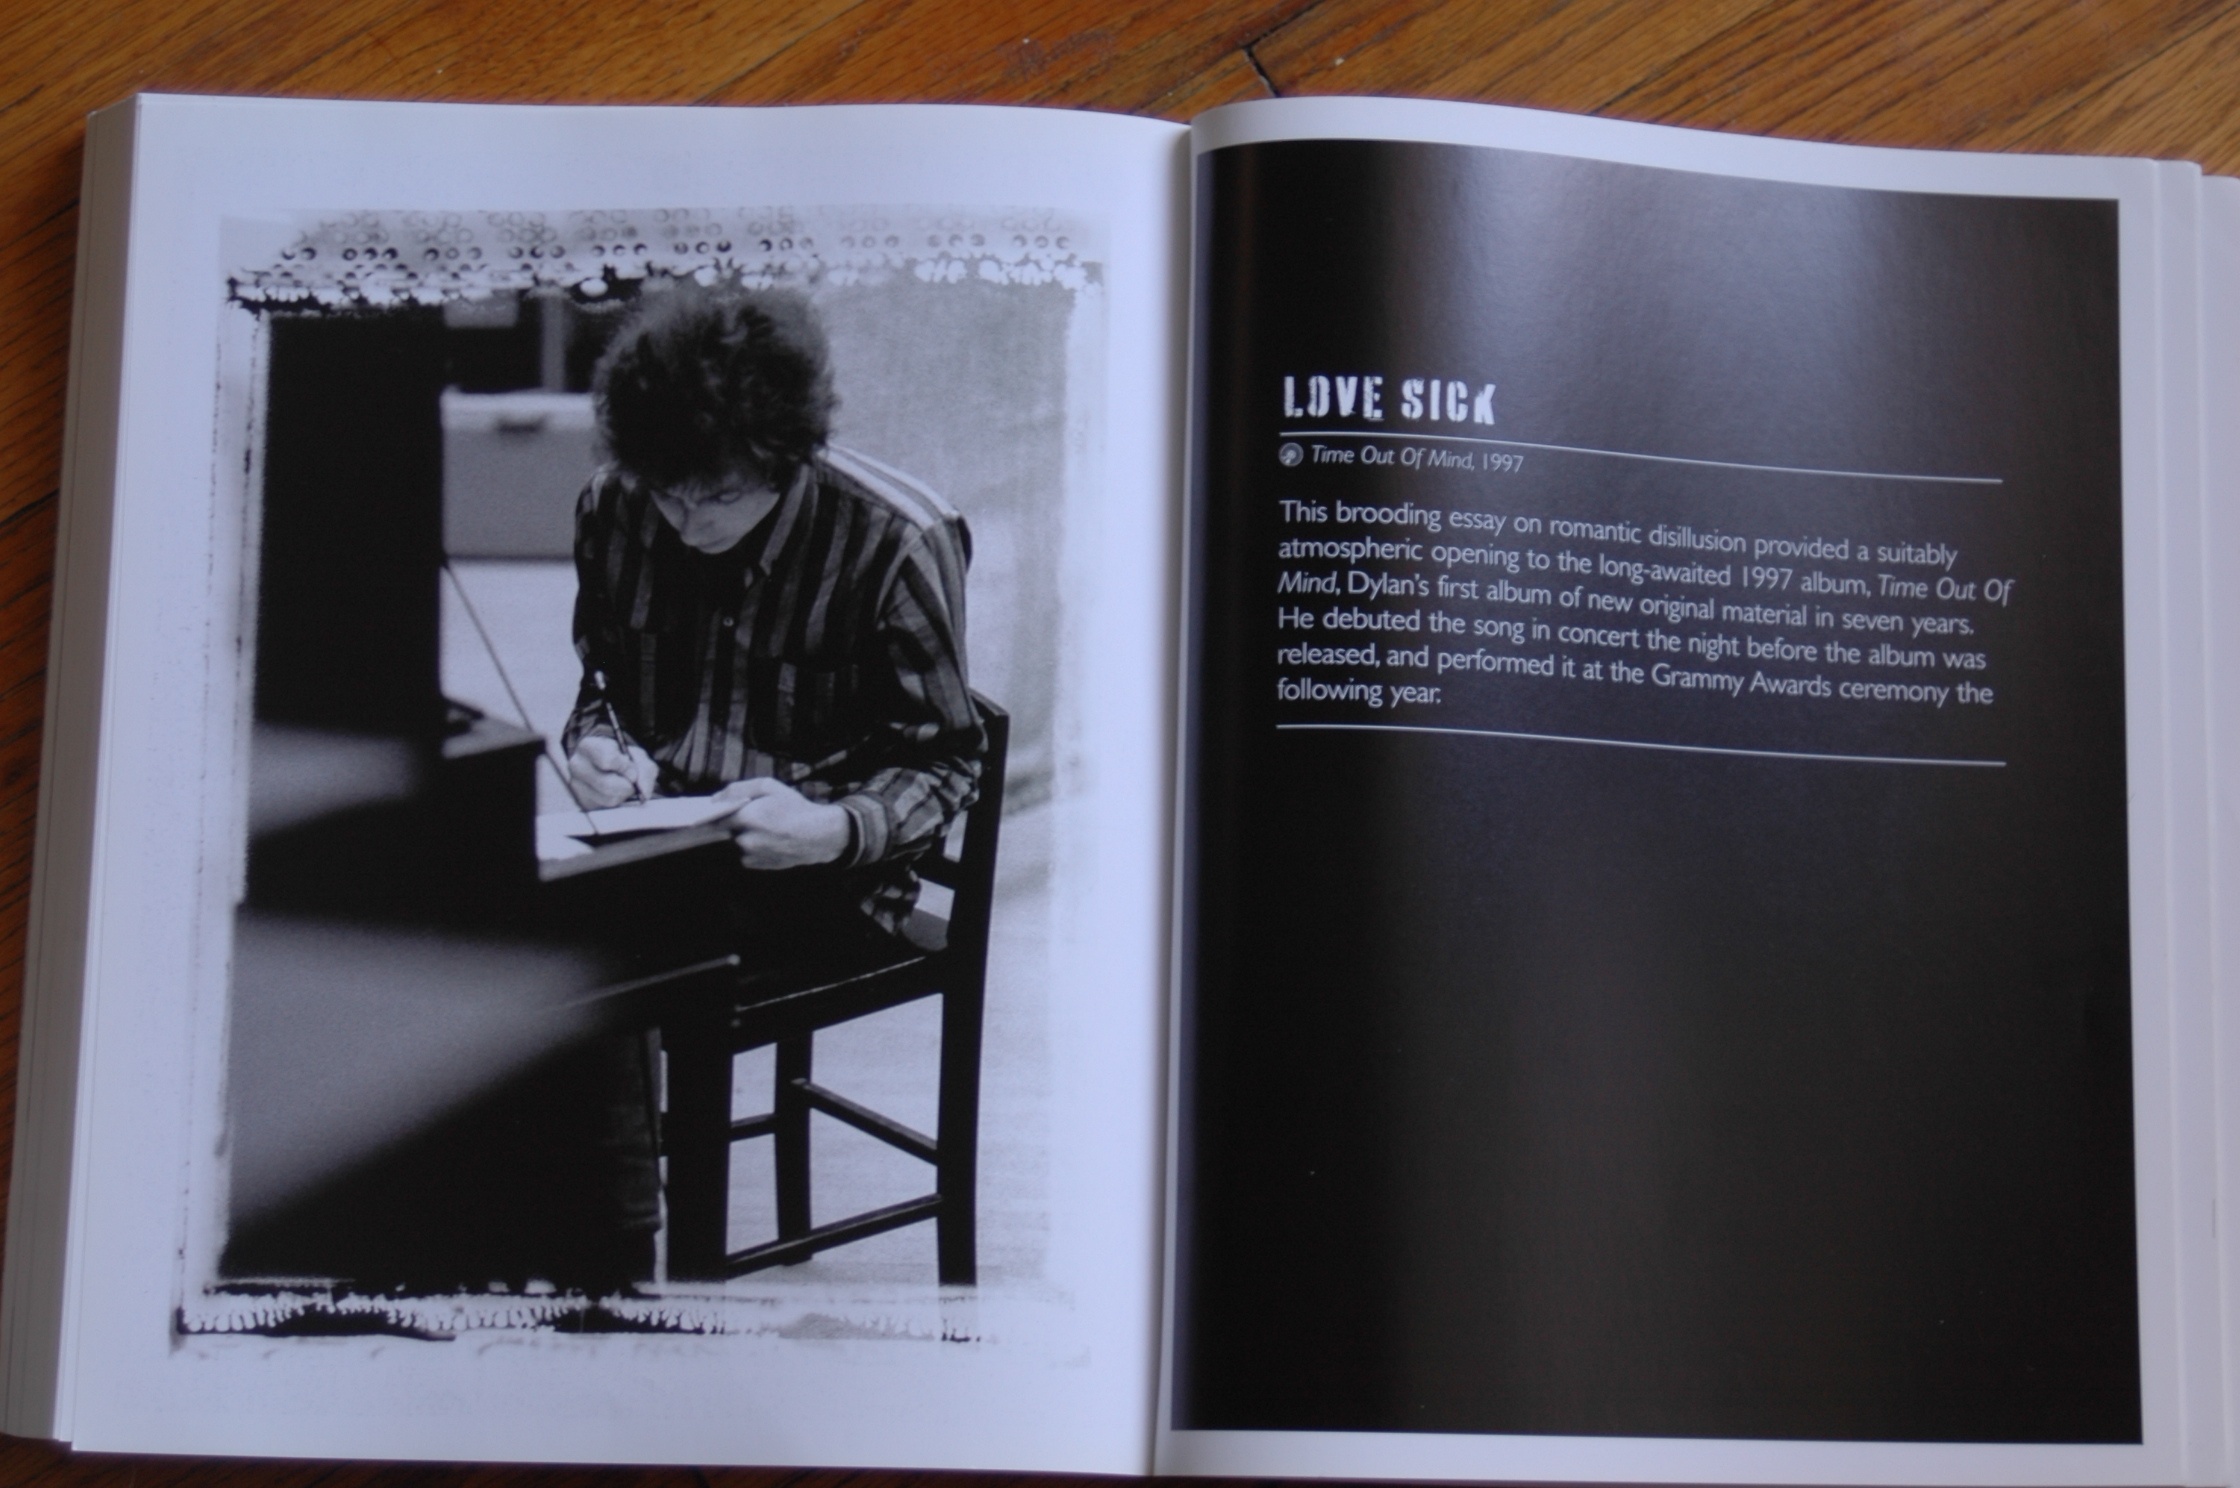 LOVE SICK
Time Out Of Mind, 1997
This brooding essay on romantic disillusion provided a suitably
atmospheric opening to the long-awaited 1997 album, Time Out Of
Mind, Dylan's first album of new original material in seven years.
He debuted the song in concert the night before the album was
released, and performed it at the Grammy Awards ceremony the
following year.